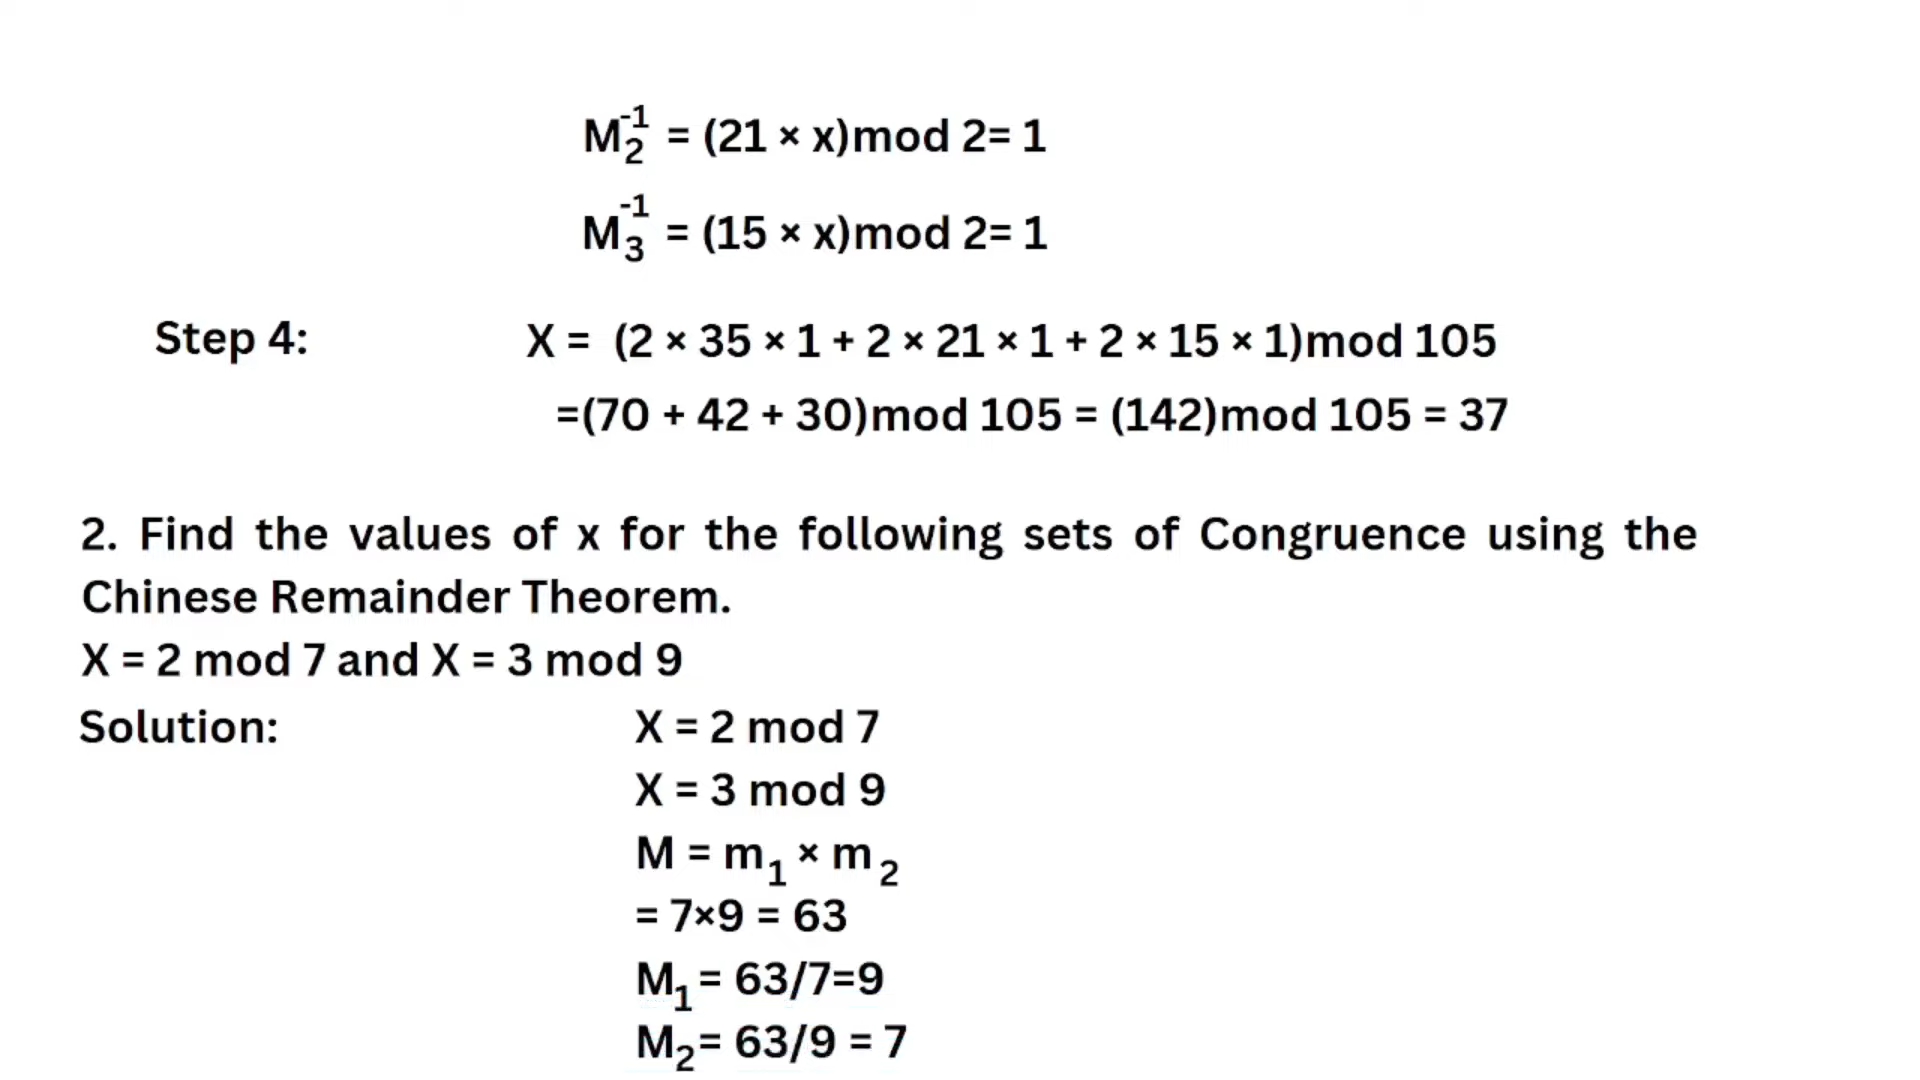 M₂⁻¹ = (21 × x)mod 2= 1
M₃⁻¹ = (15 × x)mod 2= 1
Step 4: X = (2 × 35 × 1 + 2 × 21 × 1 + 2 × 15 × 1)mod 105
=(70 + 42 + 30)mod 105 = (142)mod 105 = 37
2. Find the values of x for the following sets of Congruence using the
Chinese Remainder Theorem.
X = 2 mod 7 and X = 3 mod 9
Solution: X = 2 mod 7
X = 3 mod 9
M = m₁ × m₂
= 7×9 = 63
M₁ = 63/7=9
M₂= 63/9 = 7